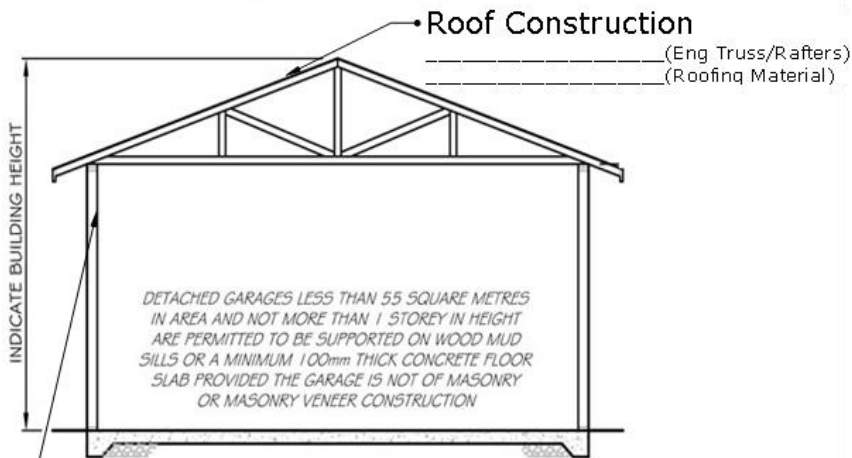 Roof Construction
____________________(Eng Truss/Rafters)
____________________(Roofing Material)
INDICATE BUILDING HEIGHT
DETACHED GARAGES LESS THAN 55 SQUARE METRES
IN AREA AND NOT MORE THAN 1 STOREY IN HEIGHT
ARE PERMITTED TO BE SUPPORTED ON WOOD MUD
SILLS OR A MINIMUM 100mm THICK CONCRETE FLOOR
SLAB PROVIDED THE GARAGE IS NOT OF MASONRY
OR MASONRY VENEER CONSTRUCTION